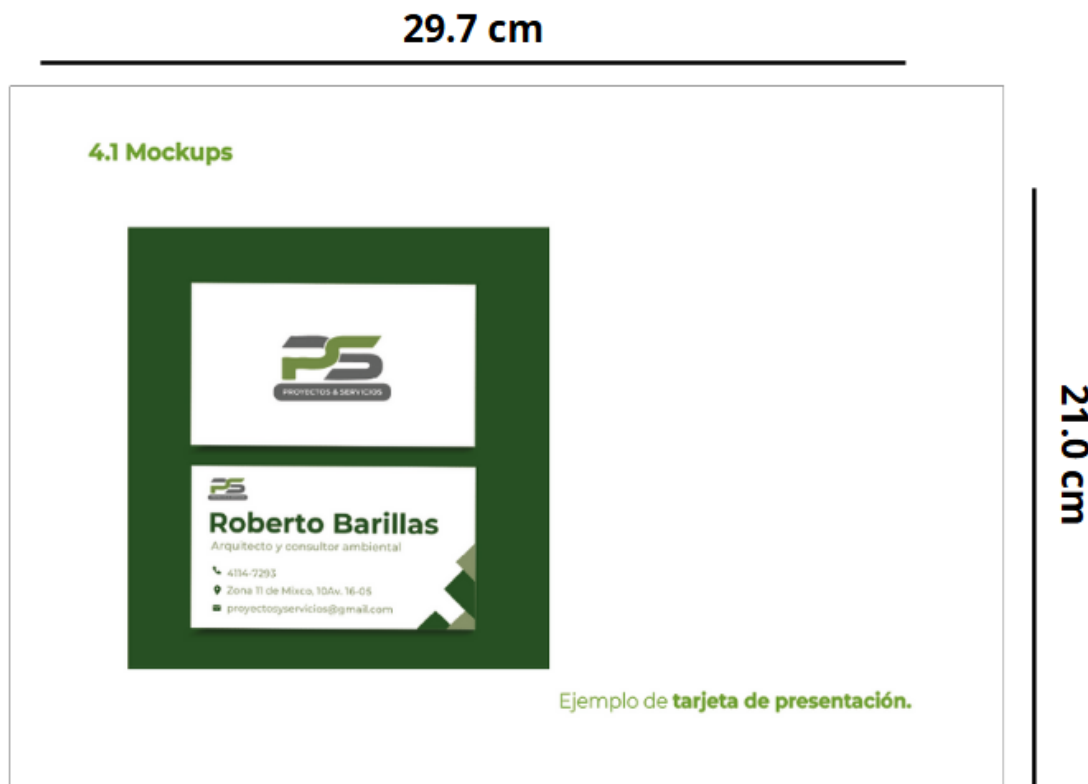 29.7 cm
4.1 Mockups
PS
PROYECTOS & SERVICIOS
PS
Roberto Barillas
Arquitecto y consultor ambiental
4114-7293
Zona 11 de Mixco, 10Av. 16-05
proyectosyservicios@gmail.com
21.0 cm
Ejemplo de tarjeta de presentación.